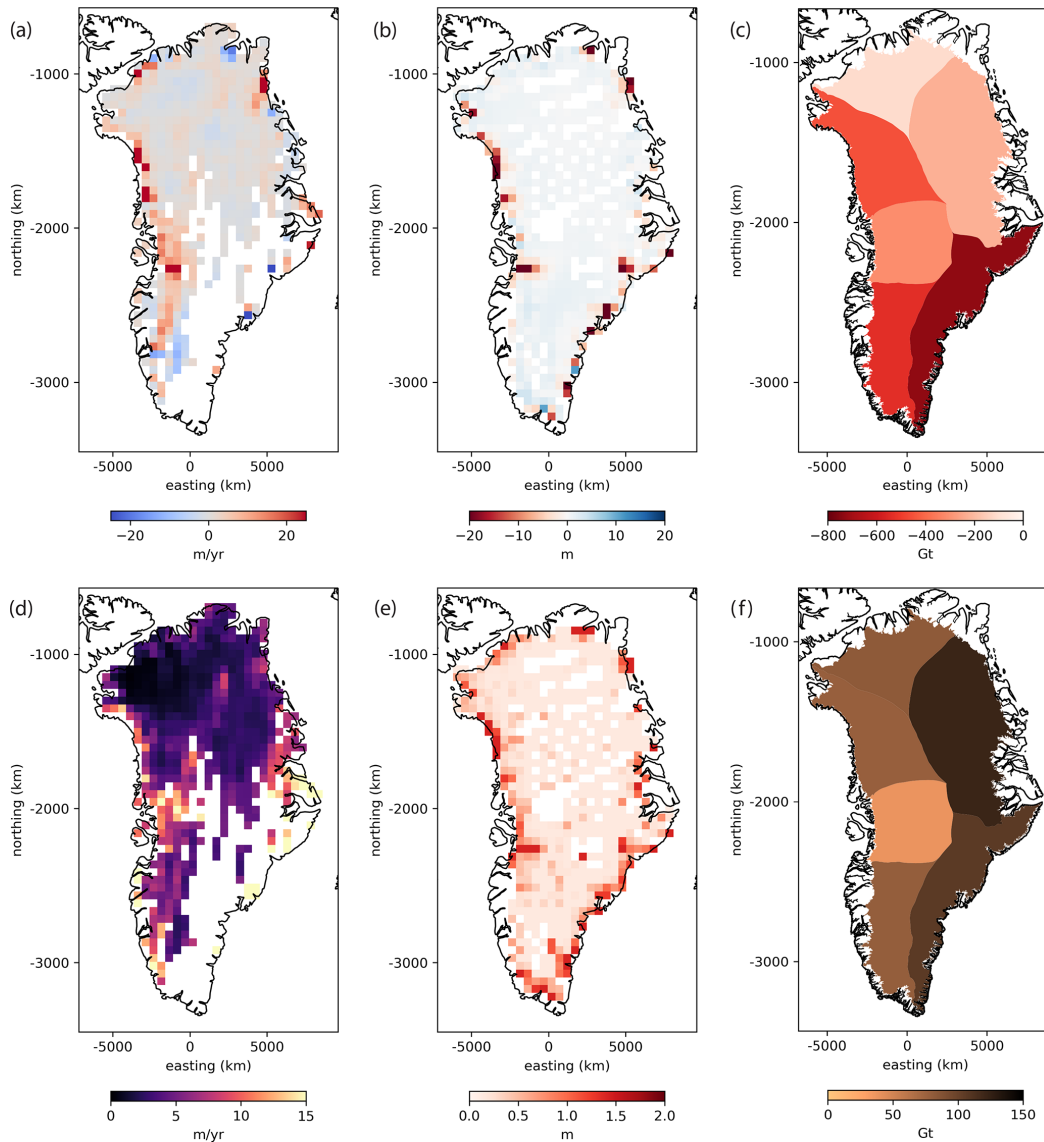 (a)
-1000
-2000
-3000
northing (km)
-5000 0 5000
easting (km)
−20 0 20
m/yr
(b)
-1000
-2000
-3000
northing (km)
-5000 0 5000
easting (km)
−20 −10 0 10 20
m
(c)
-1000
-2000
-3000
northing (km)
-5000 0 5000
easting (km)
−800 −600 −400 −200 0
Gt
(d)
-1000
-2000
-3000
northing (km)
-5000 0 5000
easting (km)
0 5 10 15
m/yr
(e)
-1000
-2000
-3000
northing (km)
-5000 0 5000
easting (km)
0.0 0.5 1.0 1.5 2.0
m
(f)
-1000
-2000
-3000
northing (km)
-5000 0 5000
easting (km)
0 50 100 150
Gt